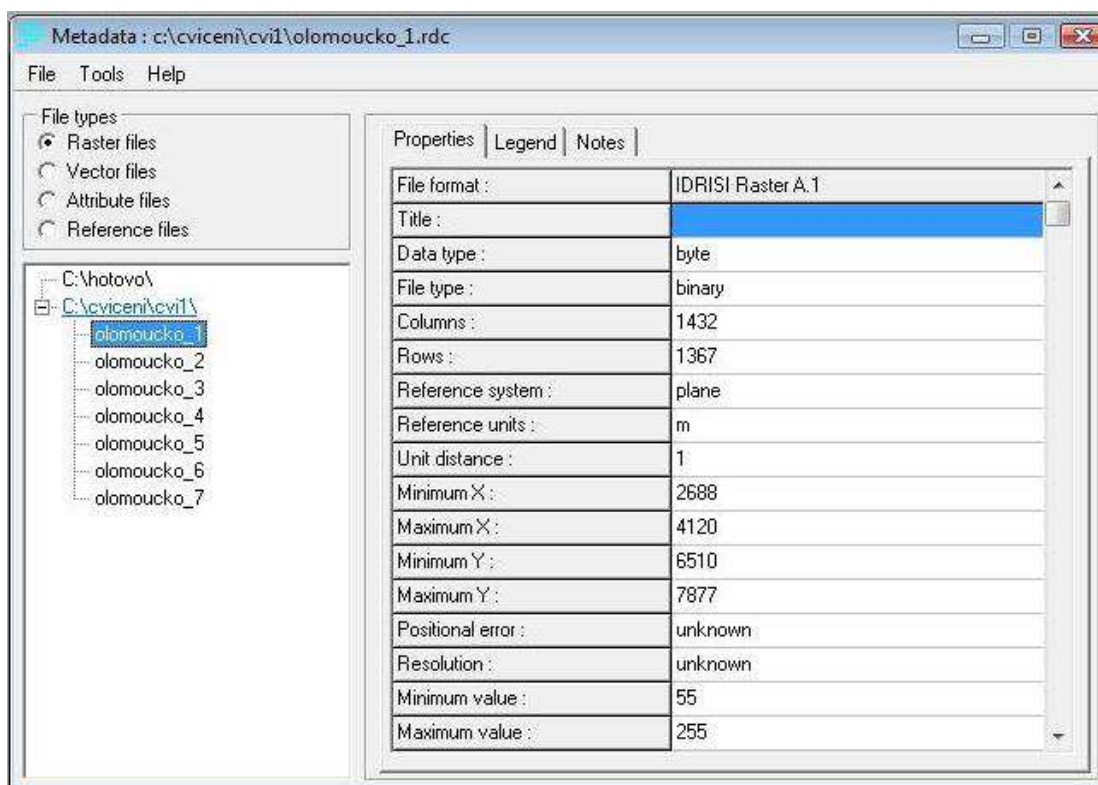 Metadata : c:\cviceni\cvi1\olomoucko_1.rdc
File Tools Help
File types
Raster files
Vector files
Attribute files
Reference files
C:\hotovo\
C:\cviceni\cvi1\
olomoucko_1
olomoucko_2
olomoucko_3
olomoucko_4
olomoucko_5
olomoucko_6
olomoucko_7
Properties Legend Notes
File format : IDRISI Raster A.1
Title :
Data type : byte
File type : binary
Columns : 1432
Rows : 1367
Reference system : plane
Reference units : m
Unit distance : 1
Minimum X : 2688
Maximum X : 4120
Minimum Y : 6510
Maximum Y : 7877
Positional error : unknown
Resolution : unknown
Minimum value : 55
Maximum value : 255